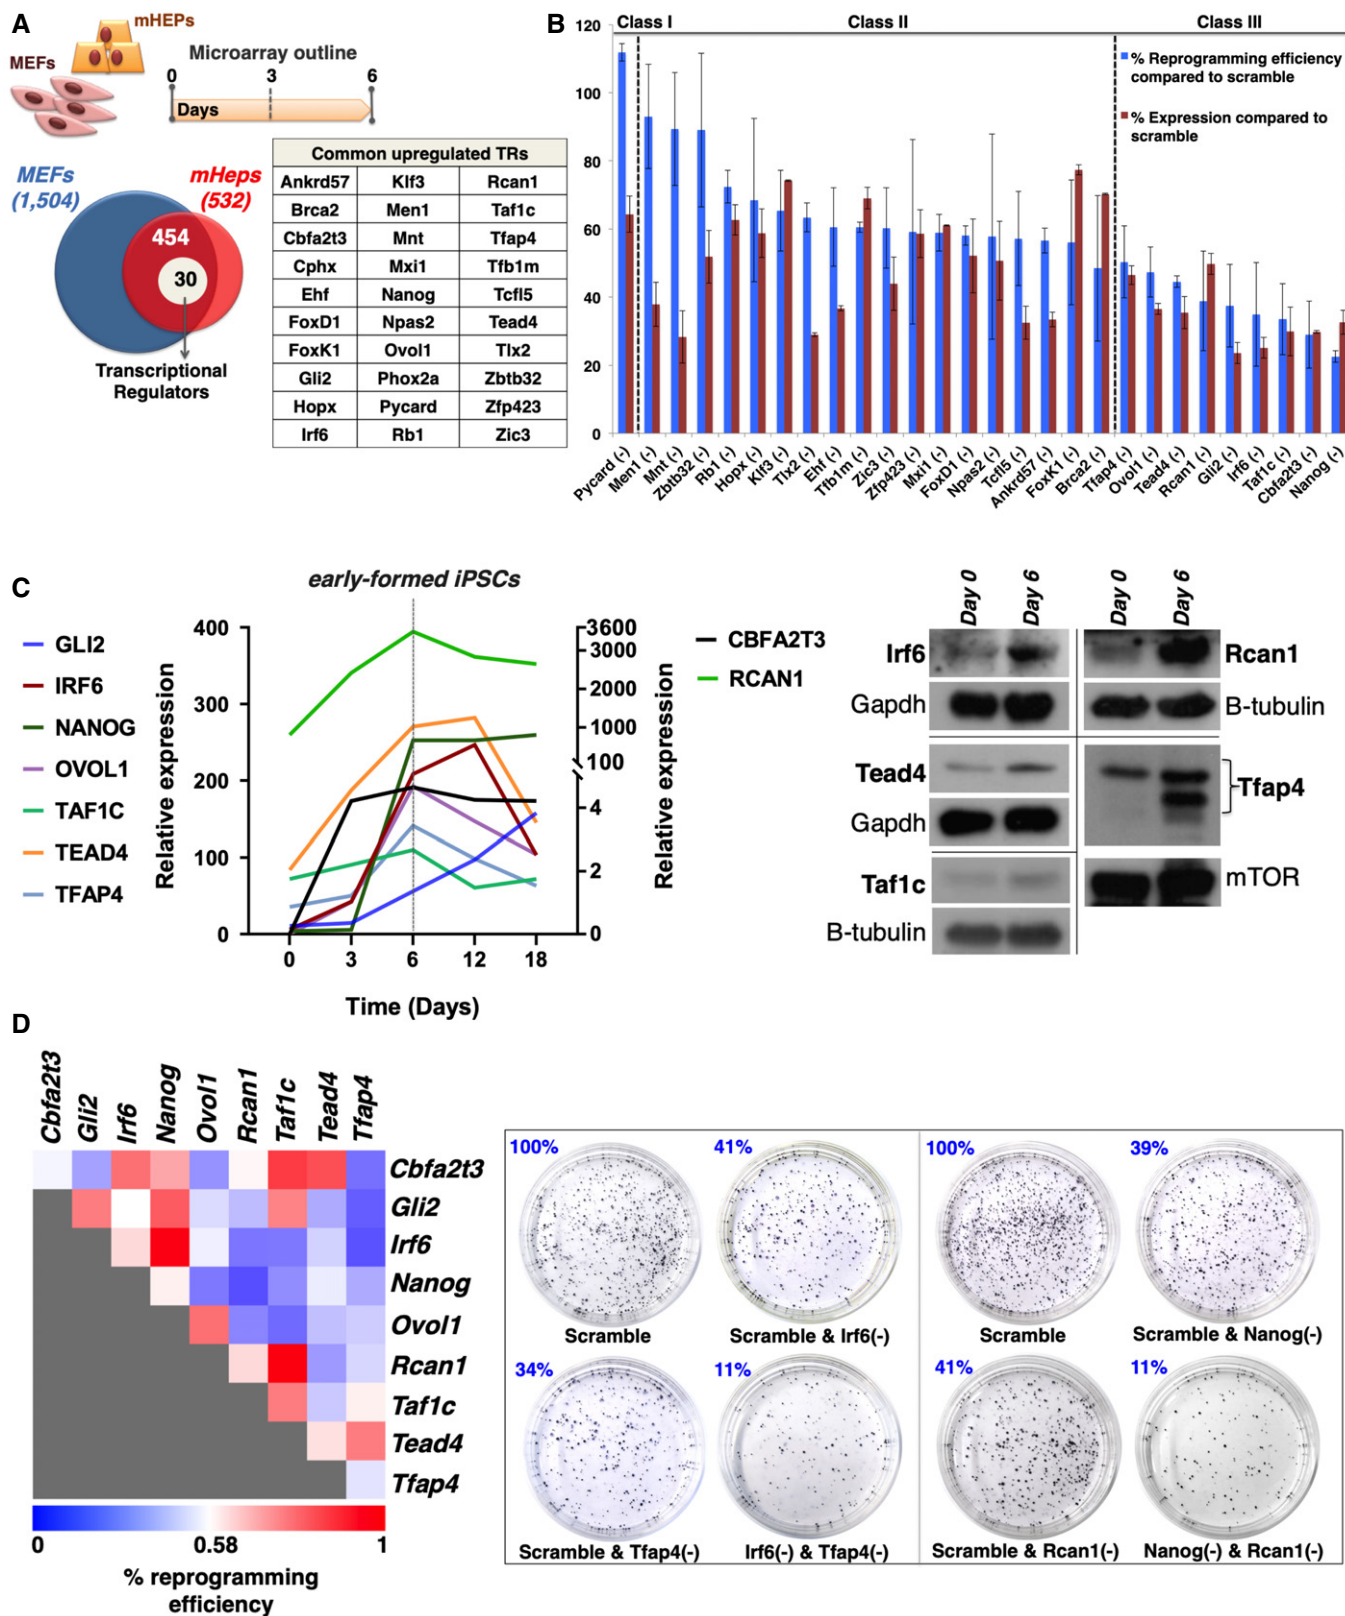 A
mHEPs
MEFs
Microarray outline
0 3 6
Days
MEFs (1,504)
mHeps (532)
454
30
Transcriptional Regulators
Common upregulated TRs
Ankrd57 Klf3 Rcan1
Brca2 Men1 Taf1c
Cbfa2t3 Mnt Tfap4
Cphx Mxi1 Tfb1m
Ehf Nanog Tcfl5
FoxD1 Npas2 Tead4
FoxK1 Ovol1 Tlx2
Gli2 Phox2a Zbtb32
Hopx Pycard Zfp423
Irf6 Rb1 Zic3
B
Class I Class II Class III
120
100
80
60
40
20
0
% Reprogramming efficiency compared to scramble
% Expression compared to scramble
Pycard (-)
Men1 (-)
Mnt (-)
Zbtb32 (-)
Rb1 (-)
Hopx (-)
Klf3 (-)
Tlx2 (-)
Ehf (-)
Tfb1m (-)
Zic3 (-)
Zfp423 (-)
Mxi1 (-)
FoxD1 (-)
Npas2 (-)
Tcfl5 (-)
Ankrd57 (-)
FoxK1 (-)
Brca2 (-)
Tfap4 (-)
Ovol1 (-)
Tead4 (-)
Rcan1 (-)
Gli2 (-)
Irf6 (-)
Taf1c (-)
Cbfa2t3 (-)
Nanog (-)
C
early-formed iPSCs
GLI2
IRF6
NANOG
OVOL1
TAF1C
TEAD4
TFAP4
Relative expression
400
300
200
100
0
0 3 6 12 18
Time (Days)
3600
3000
2000
1000
100
4
2
0
Relative expression
CBFA2T3
RCAN1
Day 0 Day 6 Day 0 Day 6
Irf6
Gapdh
Tead4
Gapdh
Taf1c
B-tubulin
Rcan1
B-tubulin
Tfap4
mTOR
D
Cbfa2t3 Gli2 Irf6 Nanog Ovol1 Rcan1 Taf1c Tead4 Tfap4
Cbfa2t3
Gli2
Irf6
Nanog
Ovol1
Rcan1
Taf1c
Tead4
Tfap4
0 0.58 1
% reprogramming
efficiency
100% 41% 100% 39%
Scramble Scramble & Irf6(-) Scramble Scramble & Nanog(-)
34% 11% 41% 11%
Scramble & Tfap4(-) Irf6(-) & Tfap4(-) Scramble & Rcan1(-) Nanog(-) & Rcan1(-)